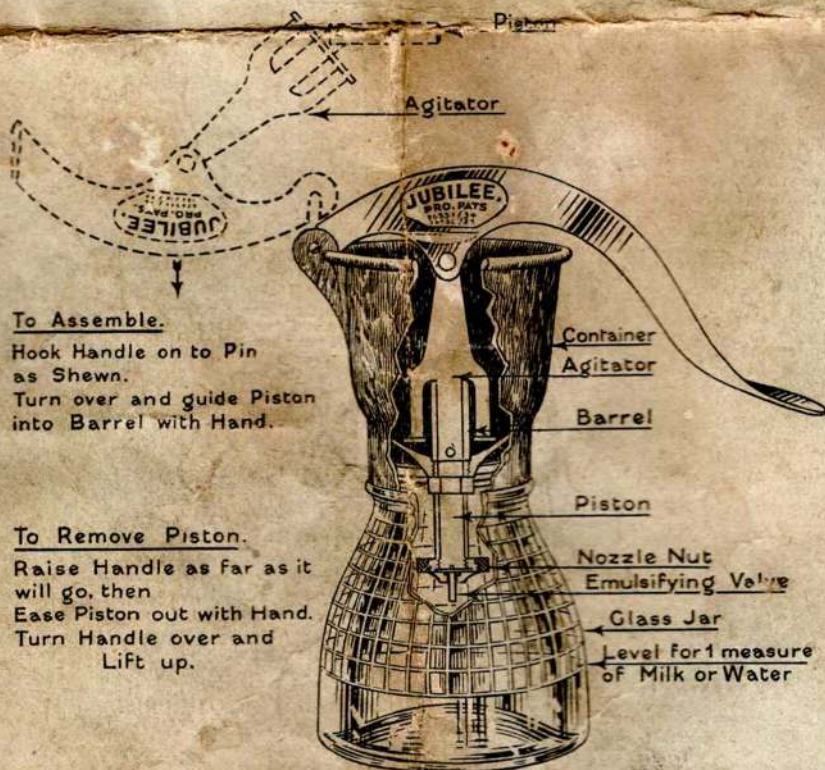 Piston
Agitator
JUBILEE.
PRO. PATS
JUBILEE.
PRO. PATS
To Assemble.
Hook Handle on to Pin
as Shewn.
Turn over and guide Piston
into Barrel with Hand.
Container
Agitator
Barrel
Piston
To Remove Piston.
Raise Handle as far as it
will go, then
Ease Piston out with Hand.
Turn Handle over and
Lift up.
Nozzle Nut
Emulsifying Valve
Glass Jar
Level for 1 measure
of Milk or Water